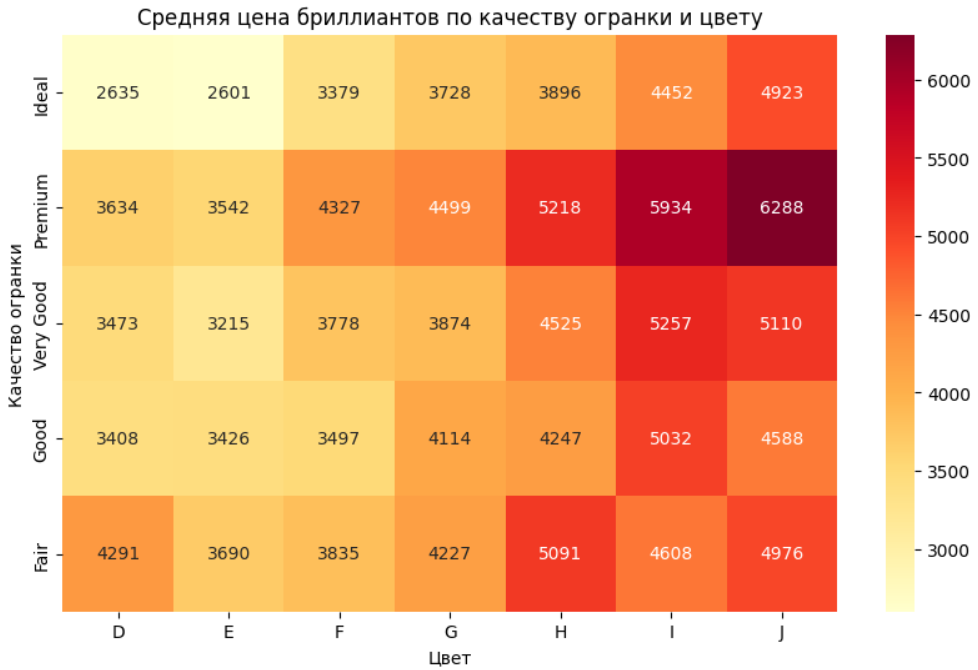 Средняя цена бриллиантов по качеству огранки и цвету
Качество огранки
Ideal 2635 2601 3379 3728 3896 4452 4923
Premium 3634 3542 4327 4499 5218 5934 6288
Very Good 3473 3215 3778 3874 4525 5257 5110
Good 3408 3426 3497 4114 4247 5032 4588
Fair 4291 3690 3835 4227 5091 4608 4976
D E F G H I J
Цвет
6000
5500
5000
4500
4000
3500
3000